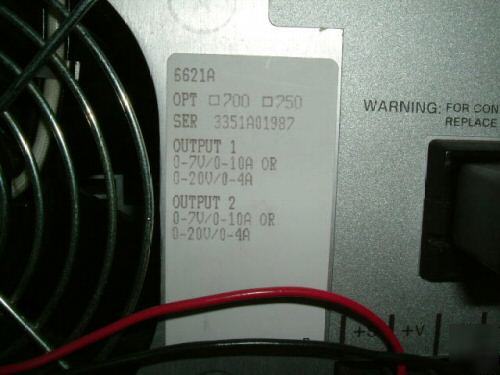 6621A
OPT □700 □750
SER 3351A01987
OUTPUT 1
0-7V/0-10A OR
0-20V/0-4A
OUTPUT 2
0-7V/0-10A OR
0-20V/0-4A
WARNING: FOR CON
REPLACE
+S +V